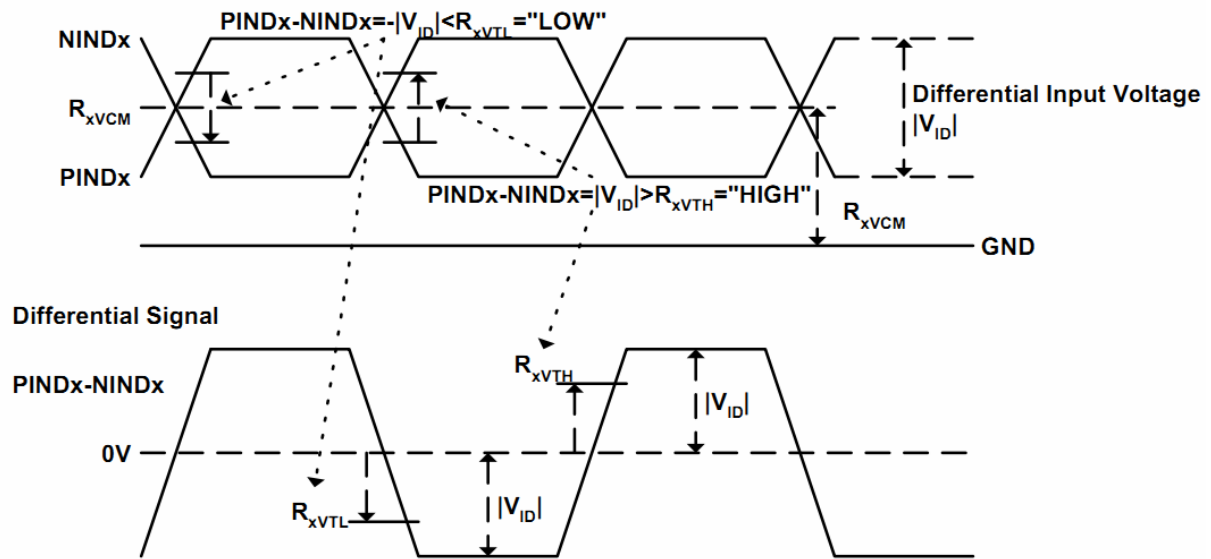 PINDx-NINDx=-|VID|<RxVTL="LOW"
NINDx
RxVCM
Differential Input Voltage
|VID|
PINDx
PINDx-NINDx=|VID|>RxVTH="HIGH"
RxVCM
GND
Differential Signal
RxVTH
PINDx-NINDx
|VID|
0V
RxVTL
|VID|